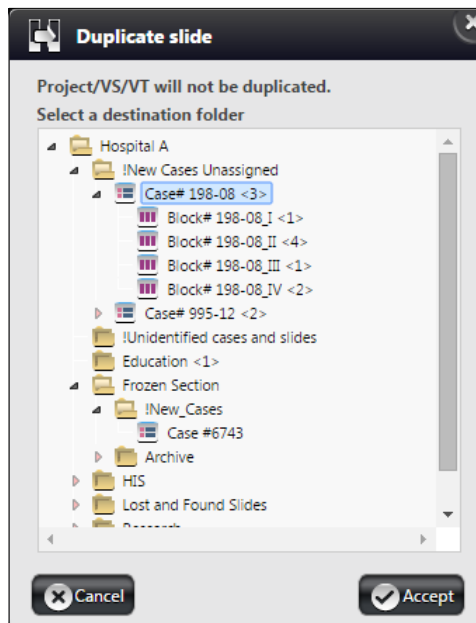 Duplicate slide
Project/VS/VT will not be duplicated.
Select a destination folder
Hospital A
!New Cases Unassigned
Case# 198-08 <3>
Block# 198-08_I <1>
Block# 198-08_II <4>
Block# 198-08_III <1>
Block# 198-08_IV <2>
Case# 995-12 <2>
!Unidentified cases and slides
Education <1>
Frozen Section
!New_Cases
Case #6743
Archive
HIS
Lost and Found Slides
Research
Cancel Accept